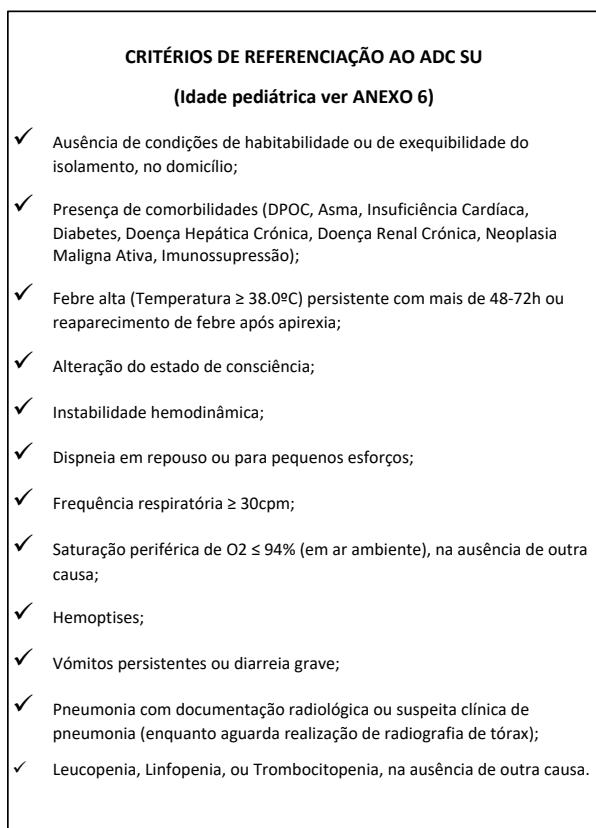 CRITÉRIOS DE REFERENCIAÇÃO AO ADC SU
(Idade pediátrica ver ANEXO 6)
✓ Ausência de condições de habitabilidade ou de exequibilidade do
isolamento, no domicílio;
✓ Presença de comorbilidades (DPOC, Asma, Insuficiência Cardíaca,
Diabetes, Doença Hepática Crónica, Doença Renal Crónica, Neoplasia
Maligna Ativa, Imunossupressão);
✓ Febre alta (Temperatura ≥ 38.0ºC) persistente com mais de 48-72h ou
reaparecimento de febre após apirexia;
✓ Alteração do estado de consciência;
✓ Instabilidade hemodinâmica;
✓ Dispneia em repouso ou para pequenos esforços;
✓ Frequência respiratória ≥ 30cpm;
✓ Saturação periférica de O2 ≤ 94% (em ar ambiente), na ausência de outra
causa;
✓ Hemoptises;
✓ Vómitos persistentes ou diarreia grave;
✓ Pneumonia com documentação radiológica ou suspeita clínica de
pneumonia (enquanto aguarda realização de radiografia de tórax);
✓ Leucopenia, Linfopenia, ou Trombocitopenia, na ausência de outra causa.